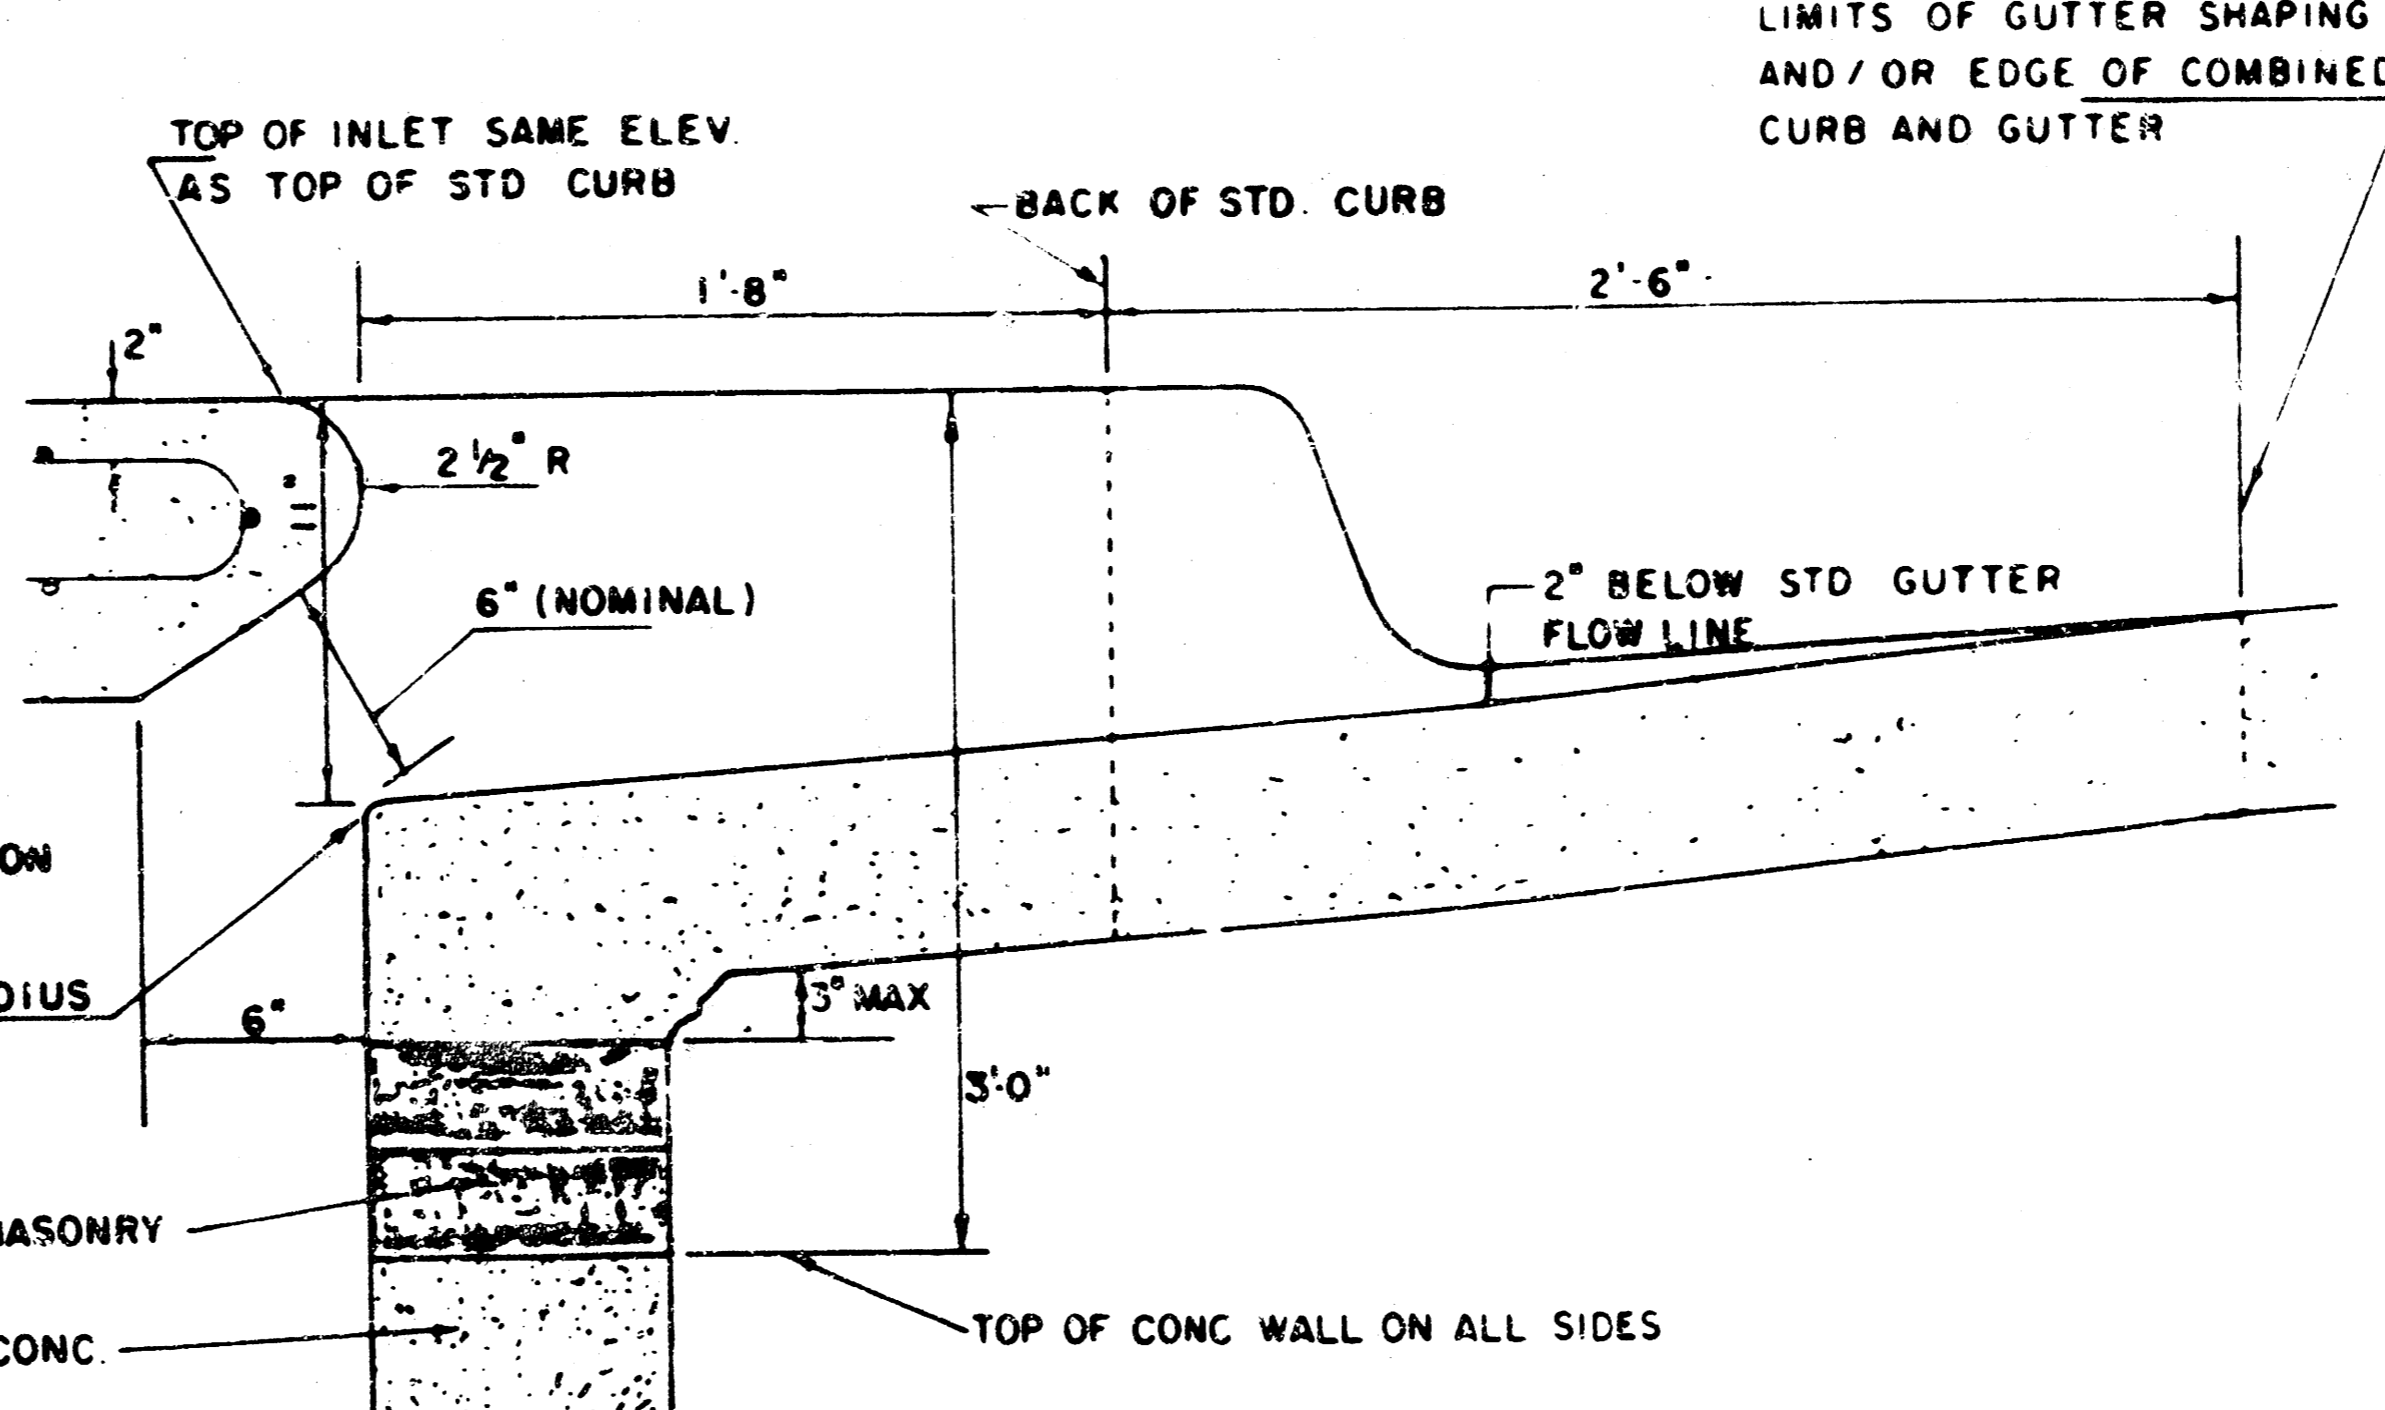 LIMITS OF GUTTER SHAPING
AND/OR EDGE OF COMBINED
CURB AND GUTTER
TOP OF INLET SAME ELEV.
AS TOP OF STD CURB
BACK OF STD. CURB
1'-8"
2'-6"
2"
2 1/2" R
11"
6" (NOMINAL)
2" BELOW STD GUTTER
FLOW LINE
ON
DIUS
6"
3" MAX
3'-0"
MASONRY
CONC.
TOP OF CONC WALL ON ALL SIDES